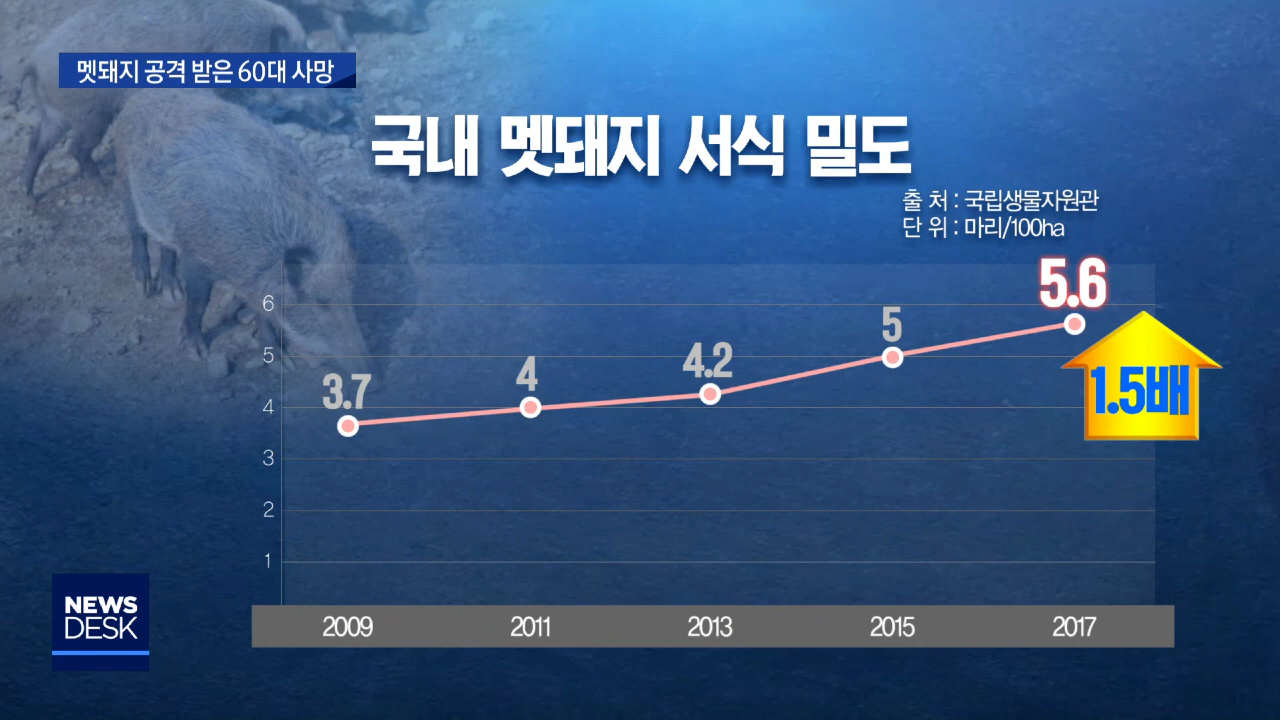 멧돼지 공격 받은 60대 사망
국내 멧돼지 서식 밀도
출 처 : 국립생물자원관
단 위 : 마리/100ha
6
5
4
3
2
1
3.7
4
4.2
5
5.6
1.5배
2009 2011 2013 2015 2017
NEWS
DESK